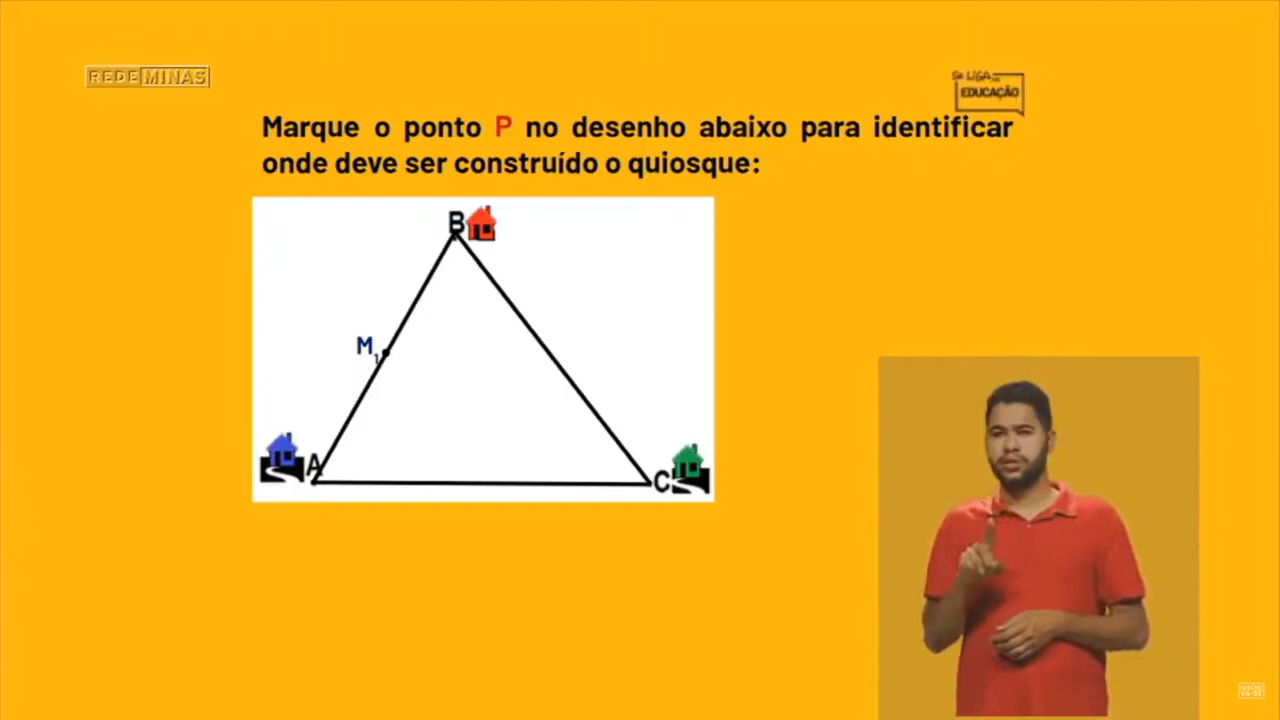 REDE MINAS
Se LIGA na
EDUCAÇÃO
Marque o ponto P no desenho abaixo para identificar
onde deve ser construído o quiosque:
B
M1
A
C